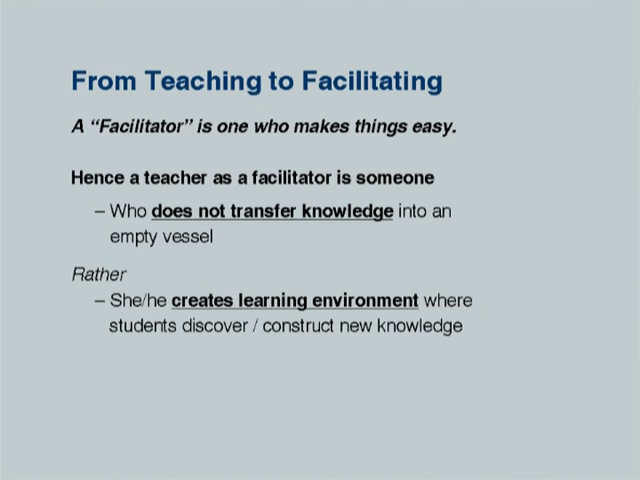 From Teaching to Facilitating
A “Facilitator” is one who makes things easy.
Hence a teacher as a facilitator is someone
– Who does not transfer knowledge into an
empty vessel
Rather
– She/he creates learning environment where
students discover / construct new knowledge